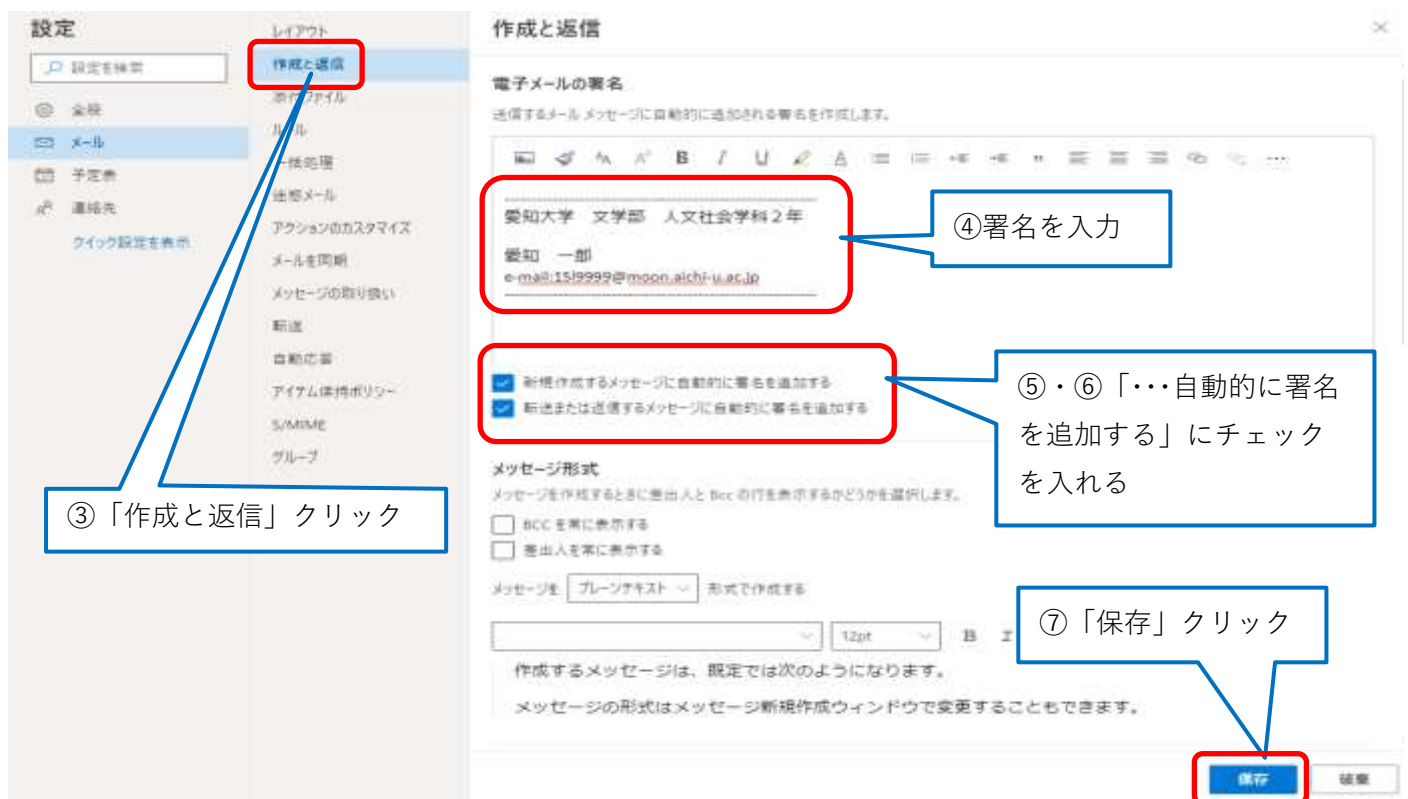 設定
設定を検索
全般
メール
予定表
連絡先
クイック設定を表示
レイアウト
作成と返信
添付ファイル
ルール
一括処理
迷惑メール
アクションのカスタマイズ
メールを同期
メッセージの取り扱い
転送
自動応答
アイテム保持ポリシー
S/MIME
グループ
③「作成と返信」クリック
作成と返信
電子メールの署名
送信するメール メッセージに自動的に追加される署名を作成します。
愛知大学 文学部 人文社会学科２年
愛知 一郎
e-mail:15l9999@moon.aichi-u.ac.jp
④署名を入力
新規作成するメッセージに自動的に署名を追加する
転送または返信するメッセージに自動的に署名を追加する
⑤・⑥「・・・自動的に署名
を追加する」にチェック
を入れる
メッセージ形式
メッセージを作成するときに差出人と Bcc の行を表示するかどうかを選択します。
BCC を常に表示する
差出人を常に表示する
メッセージを プレーンテキスト 形式で作成する
12pt B I
⑦「保存」クリック
作成するメッセージは、既定では次のようになります。
メッセージの形式はメッセージ新規作成ウィンドウで変更することもできます。
保存 破棄